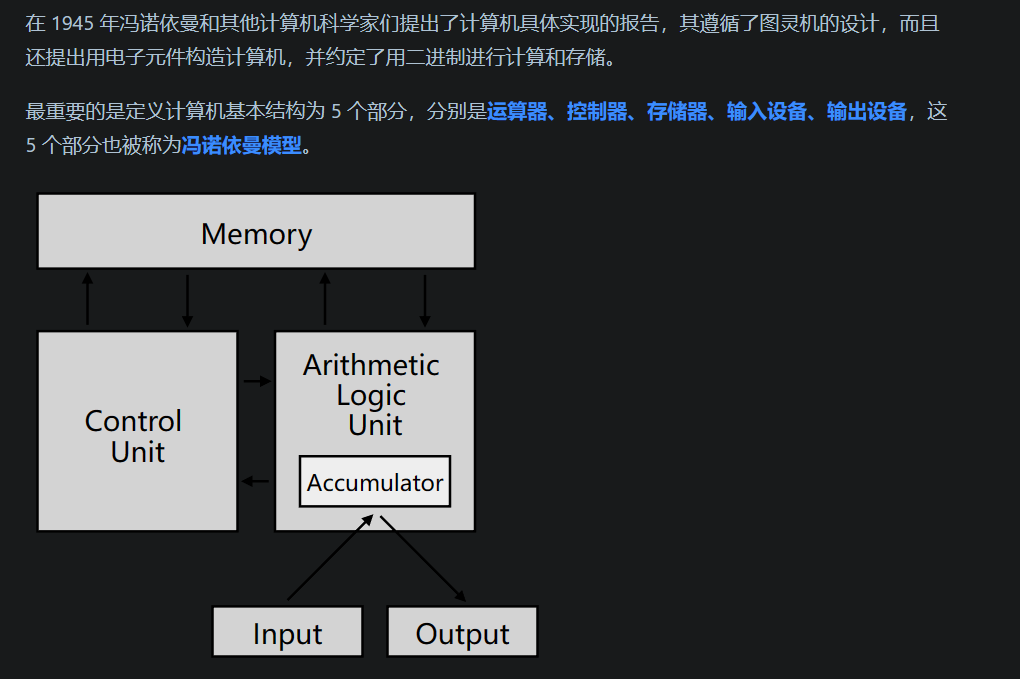 在 1945 年冯诺依曼和其他计算机科学家们提出了计算机具体实现的报告，其遵循了图灵机的设计，而且
还提出用电子元件构造计算机，并约定了用二进制进行计算和存储。
最重要的是定义计算机基本结构为 5 个部分，分别是运算器、控制器、存储器、输入设备、输出设备，这
5 个部分也被称为冯诺依曼模型。
Memory
Control
Unit
Arithmetic
Logic
Unit
Accumulator
Input
Output